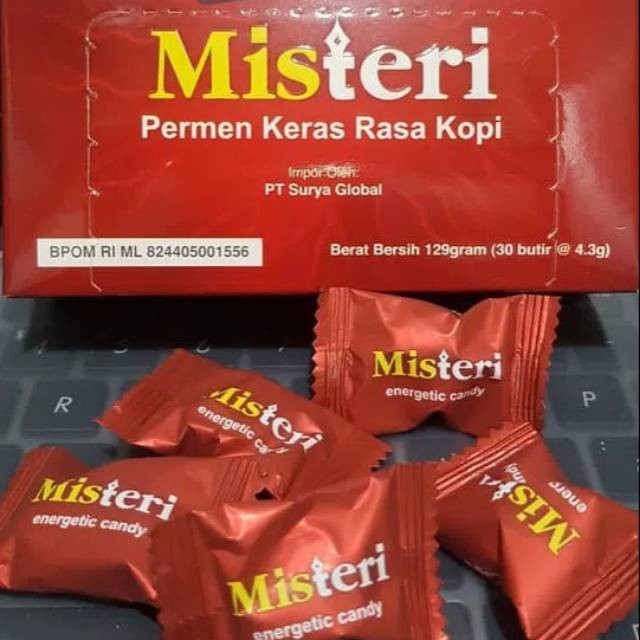 Misteri
Permen Keras Rasa Kopi
Impor Oleh:
PT Surya Global
BPOM RI ML 824405001556
Berat Bersih 129gram (30 butir @ 4.3g)
Misteri
energetic candy
Misteri
energetic ca
Misteri
energetic candy
Misteri
energetic candy
Misteri
R
P